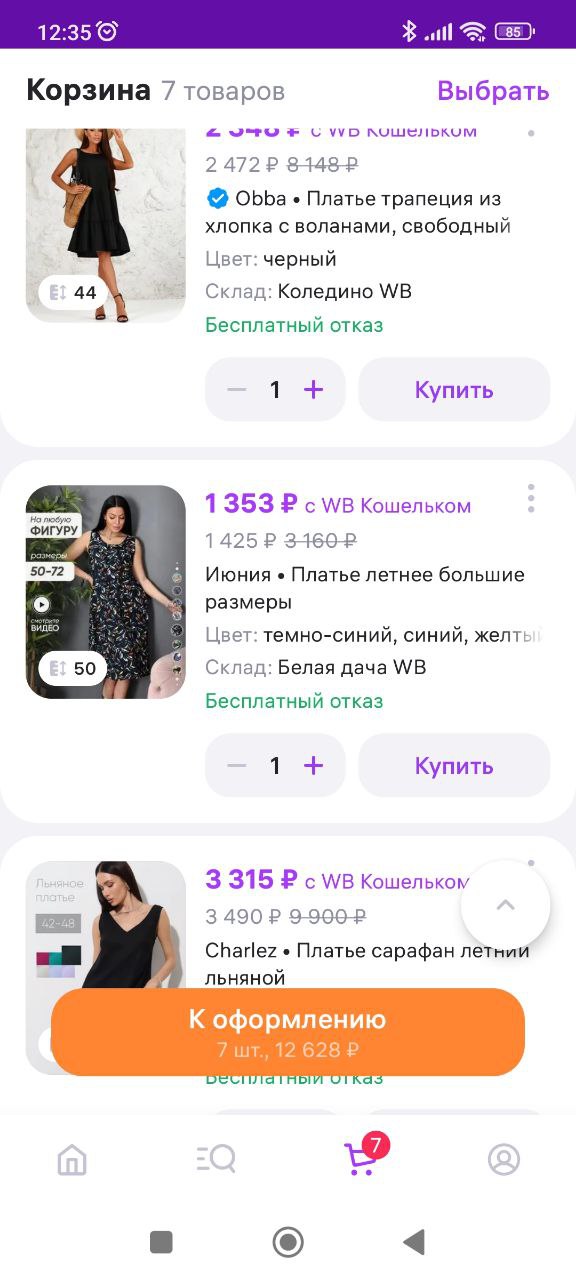 12:35
85
Корзина 7 товаров
Выбрать
2 348 ₽ с WB Кошельком
2 472 ₽ 8 148 ₽
Obba • Платье трапеция из
хлопка с воланами, свободный
Цвет: черный
44
Склад: Коледино WB
Бесплатный отказ
1
Купить
1 353 ₽ с WB Кошельком
На любую
ФИГУРУ
1 425 ₽ 3 160 ₽
размеры
50-72
Июния • Платье летнее большие
размеры
смотрите
ВИДЕО
Цвет: темно-синий, синий, желтый
50
Склад: Белая дача WB
Бесплатный отказ
1
Купить
3 315 ₽ с WB Кошельком
Льняное
платье
42-48
3 490 ₽ 9 900 ₽
Charlez • Платье сарафан летний
льняной
К оформлению
7 шт., 12 628 ₽
Бесплатный отказ
7